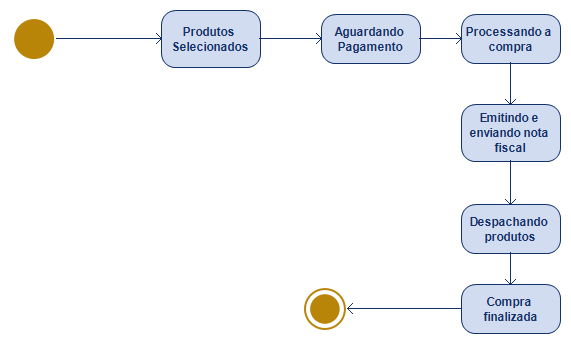 Produtos
Selecionados
Aguardando
Pagamento
Processando a
compra
Emitindo e
enviando nota
fiscal
Despachando
produtos
Compra
finalizada